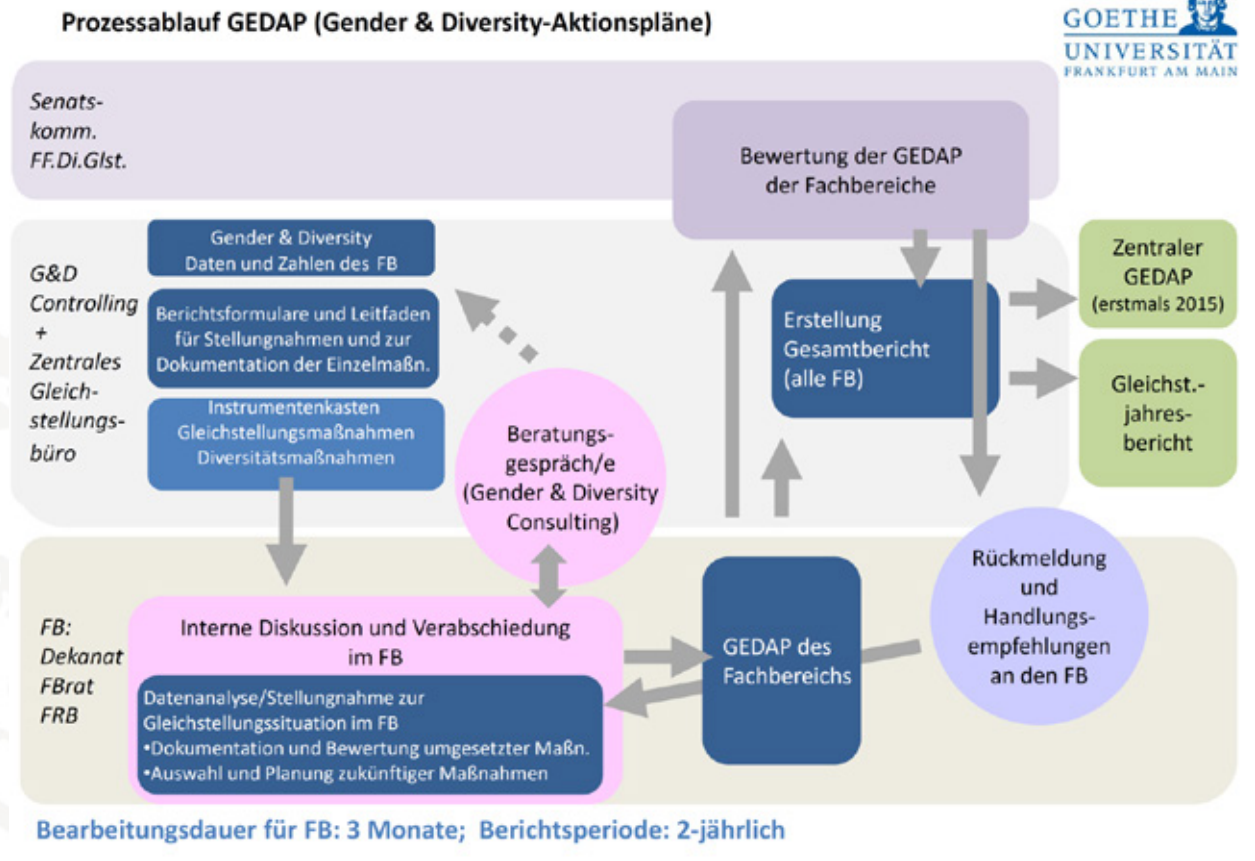 Prozessablauf GEDAP (Gender & Diversity-Aktionspläne)
GOETHE
UNIVERSITÄT
FRANKFURT AM MAIN
Senats-
komm.
FF.Di.Glst.
Bewertung der GEDAP
der Fachbereiche
G&D
Controlling
+
Zentrales
Gleich-
stellungs-
büro
Gender & Diversity
Daten und Zahlen des FB
Berichtsformulare und Leitfaden
für Stellungnahmen und zur
Dokumentation der Einzelmaßn.
Instrumentenkasten
Gleichstellungsmaßnahmen
Diversitätsmaßnahmen
Beratungs-
gespräch/e
(Gender & Diversity
Consulting)
Erstellung
Gesamtbericht
(alle FB)
Zentraler
GEDAP
(erstmals 2015)
Gleichst.-
jahres-
bericht
FB:
Dekanat
FBrat
FRB
Interne Diskussion und Verabschiedung
im FB
Datenanalyse/Stellungnahme zur
Gleichstellungssituation im FB
•Dokumentation und Bewertung umgesetzter Maßn.
•Auswahl und Planung zukünftiger Maßnahmen
GEDAP des
Fachbereichs
Rückmeldung
und
Handlungs-
empfehlungen
an den FB
Bearbeitungsdauer für FB: 3 Monate; Berichtsperiode: 2-jährlich